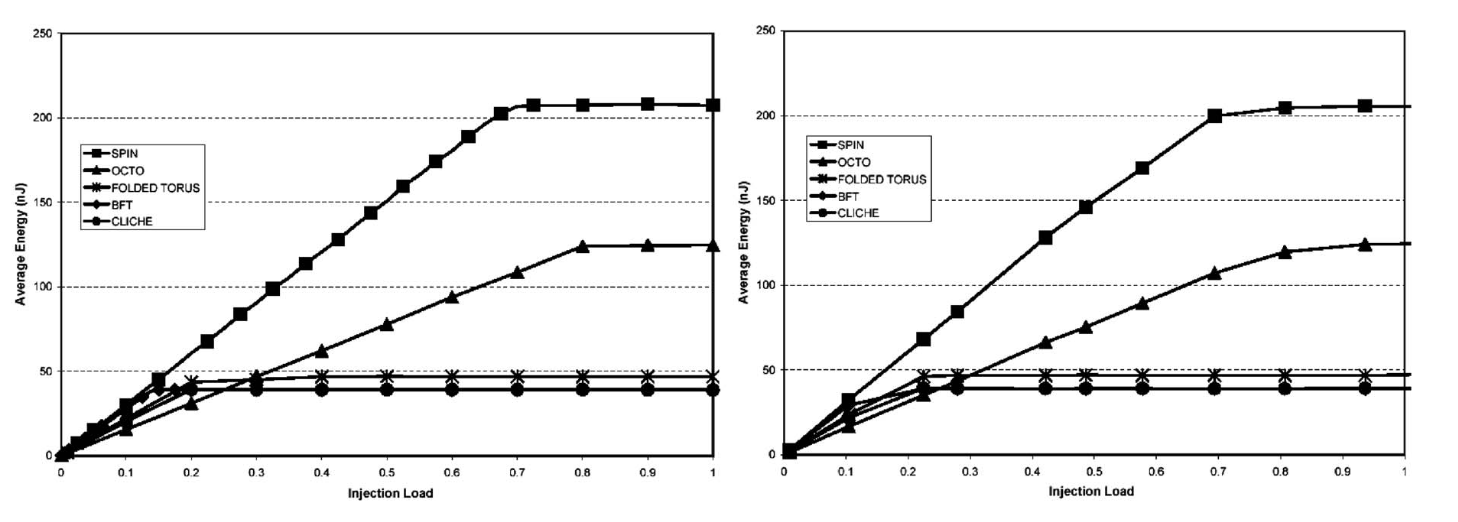 250
200
150
100
50
0
Average Energy (nJ)
SPIN
OCTO
FOLDED TORUS
BFT
CLICHE
0 0.1 0.2 0.3 0.4 0.5 0.6 0.7 0.8 0.9 1
Injection Load
250
200
150
100
50
0
Average Energy (nJ)
SPIN
OCTO
FOLDED TORUS
BFT
CLICHE
0 0.1 0.2 0.3 0.4 0.5 0.6 0.7 0.8 0.9 1
Injection Load